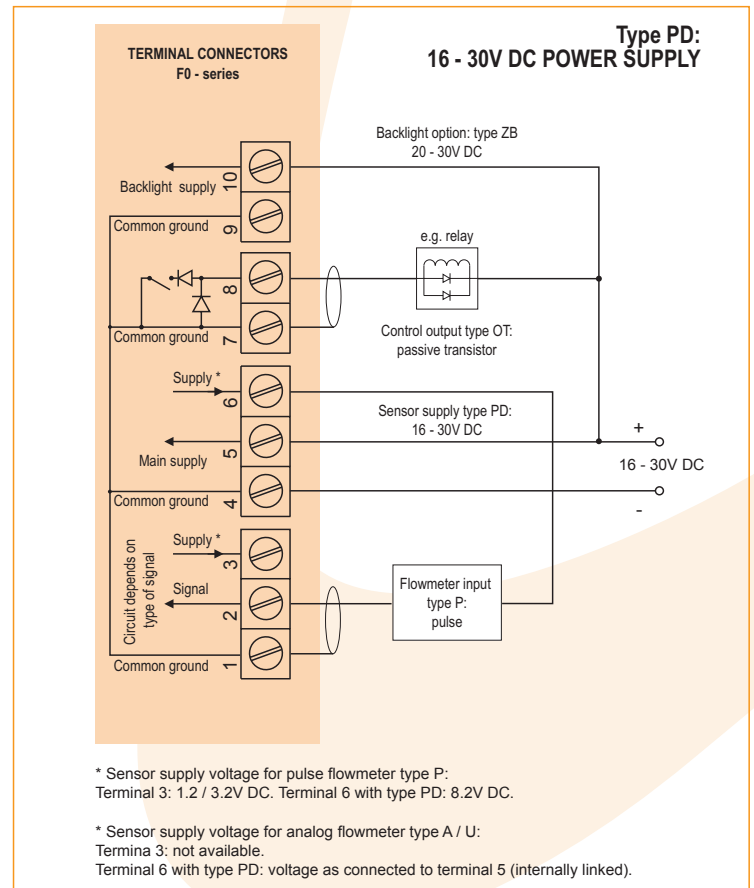 Type PD:
16 - 30V DC POWER SUPPLY
TERMINAL CONNECTORS
F0 - series
Backlight option: type ZB
20 - 30V DC
10
Backlight supply
9
Common ground
e.g. relay
8
7
Common ground
Control output type OT:
passive transistor
Supply *
6
Sensor supply type PD:
16 - 30V DC
5
Main supply
+
16 - 30V DC
-
4
Common ground
Circuit depends on
type of signal
Supply *
3
Signal
2
Flowmeter input
type P:
pulse
1
Common ground
* Sensor supply voltage for pulse flowmeter type P:
Terminal 3: 1.2 / 3.2V DC. Terminal 6 with type PD: 8.2V DC.
* Sensor supply voltage for analog flowmeter type A / U:
Termina 3: not available.
Terminal 6 with type PD: voltage as connected to terminal 5 (internally linked).